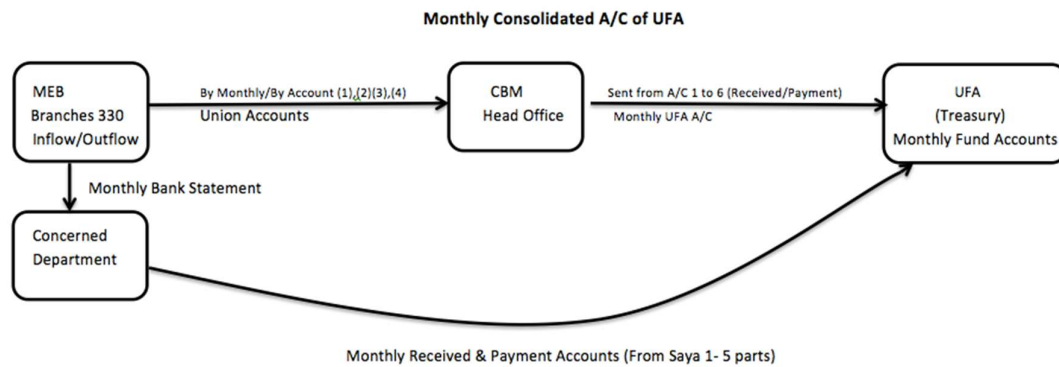 Monthly Consolidated A/C of UFA
MEB
Branches 330
Inflow/Outflow
By Monthly/By Account (1),(2)(3),(4)
Union Accounts
CBM
Head Office
Sent from A/C 1 to 6 (Received/Payment)
Monthly UFA A/C
UFA
(Treasury)
Monthly Fund Accounts
Monthly Bank Statement
Concerned
Department
Monthly Received & Payment Accounts (From Saya 1- 5 parts)